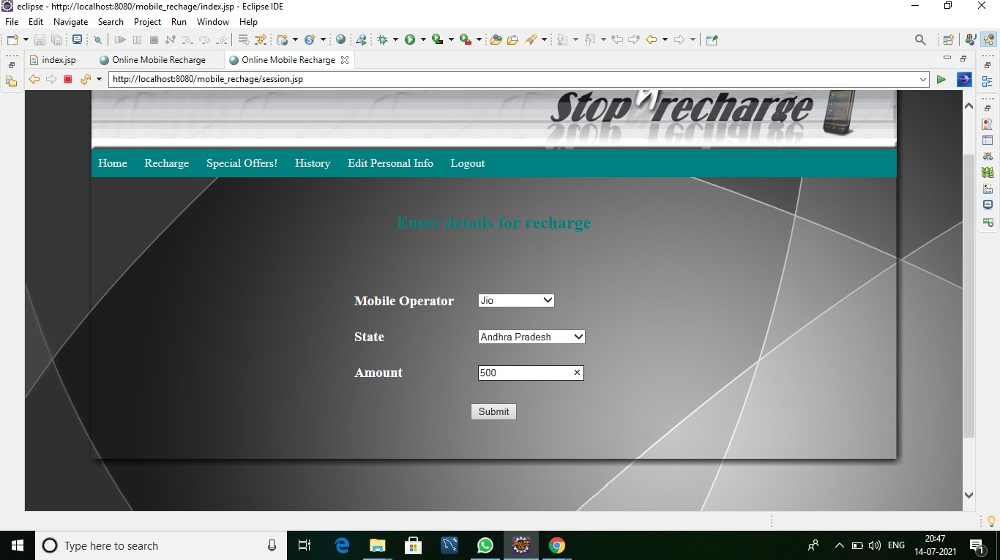 eclipse - http://localhost:8080/mobile_rechage/index.jsp - Eclipse IDE
File Edit Navigate Search Project Run Window Help
index.jsp Online Mobile Recharge Online Mobile Recharge
http://localhost:8080/mobile_rechage/session.jsp
Stop n recharge
Home Recharge Special Offers! History Edit Personal Info Logout
Enter details for recharge
Mobile Operator Jio
State Andhra Pradesh
Amount 500
Submit
Type here to search
ENG
20:47
14-07-2021
1